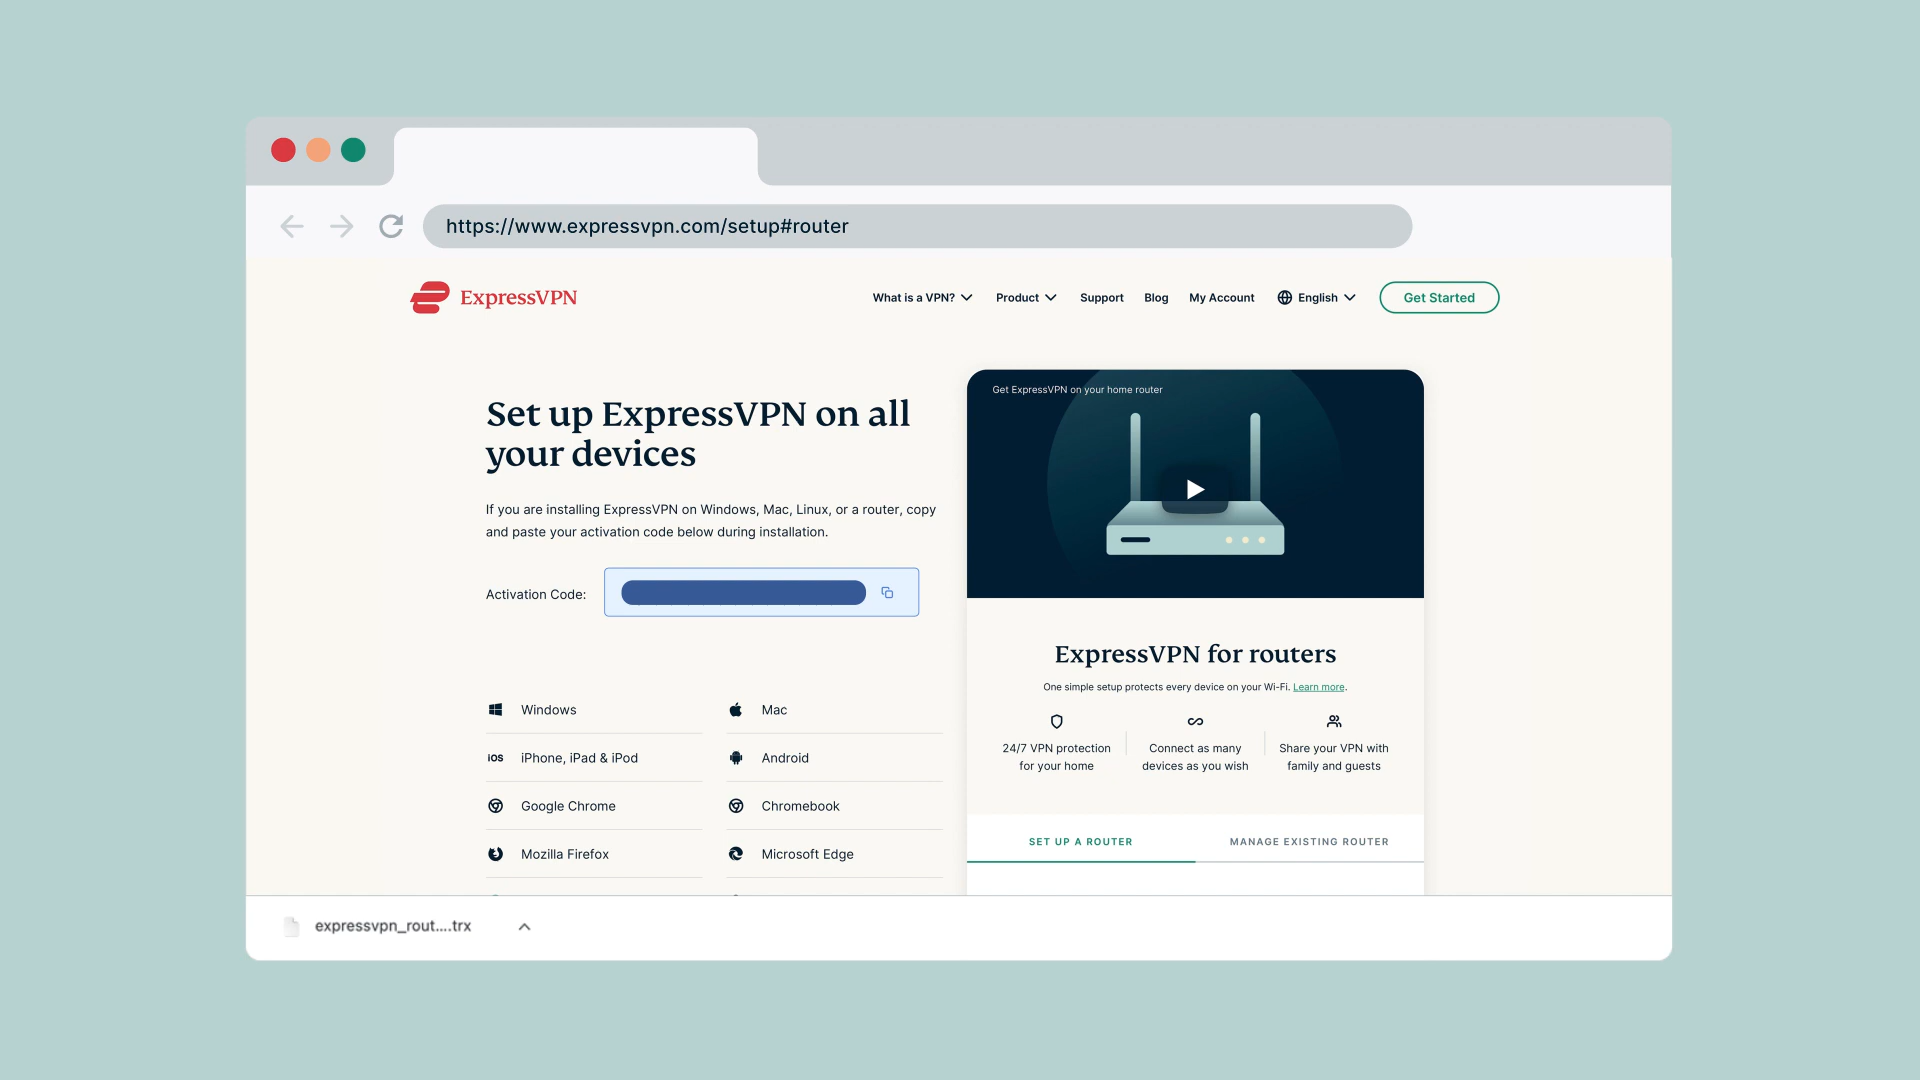 https://www.expressvpn.com/setup#router
ExpressVPN
What is a VPN?
Product
Support
Blog
My Account
English
Get Started
Set up ExpressVPN on all
your devices
If you are installing ExpressVPN on Windows, Mac, Linux, or a router, copy
and paste your activation code below during installation.
Activation Code:
Windows
Mac
iOS
iPhone, iPad & iPod
Android
Google Chrome
Chromebook
Mozilla Firefox
Microsoft Edge
Get ExpressVPN on your home router
ExpressVPN for routers
One simple setup protects every device on your Wi-Fi. Learn more.
24/7 VPN protection
for your home
Connect as many
devices as you wish
Share your VPN with
family and guests
SET UP A ROUTER
MANAGE EXISTING ROUTER
expressvpn_rout....trx